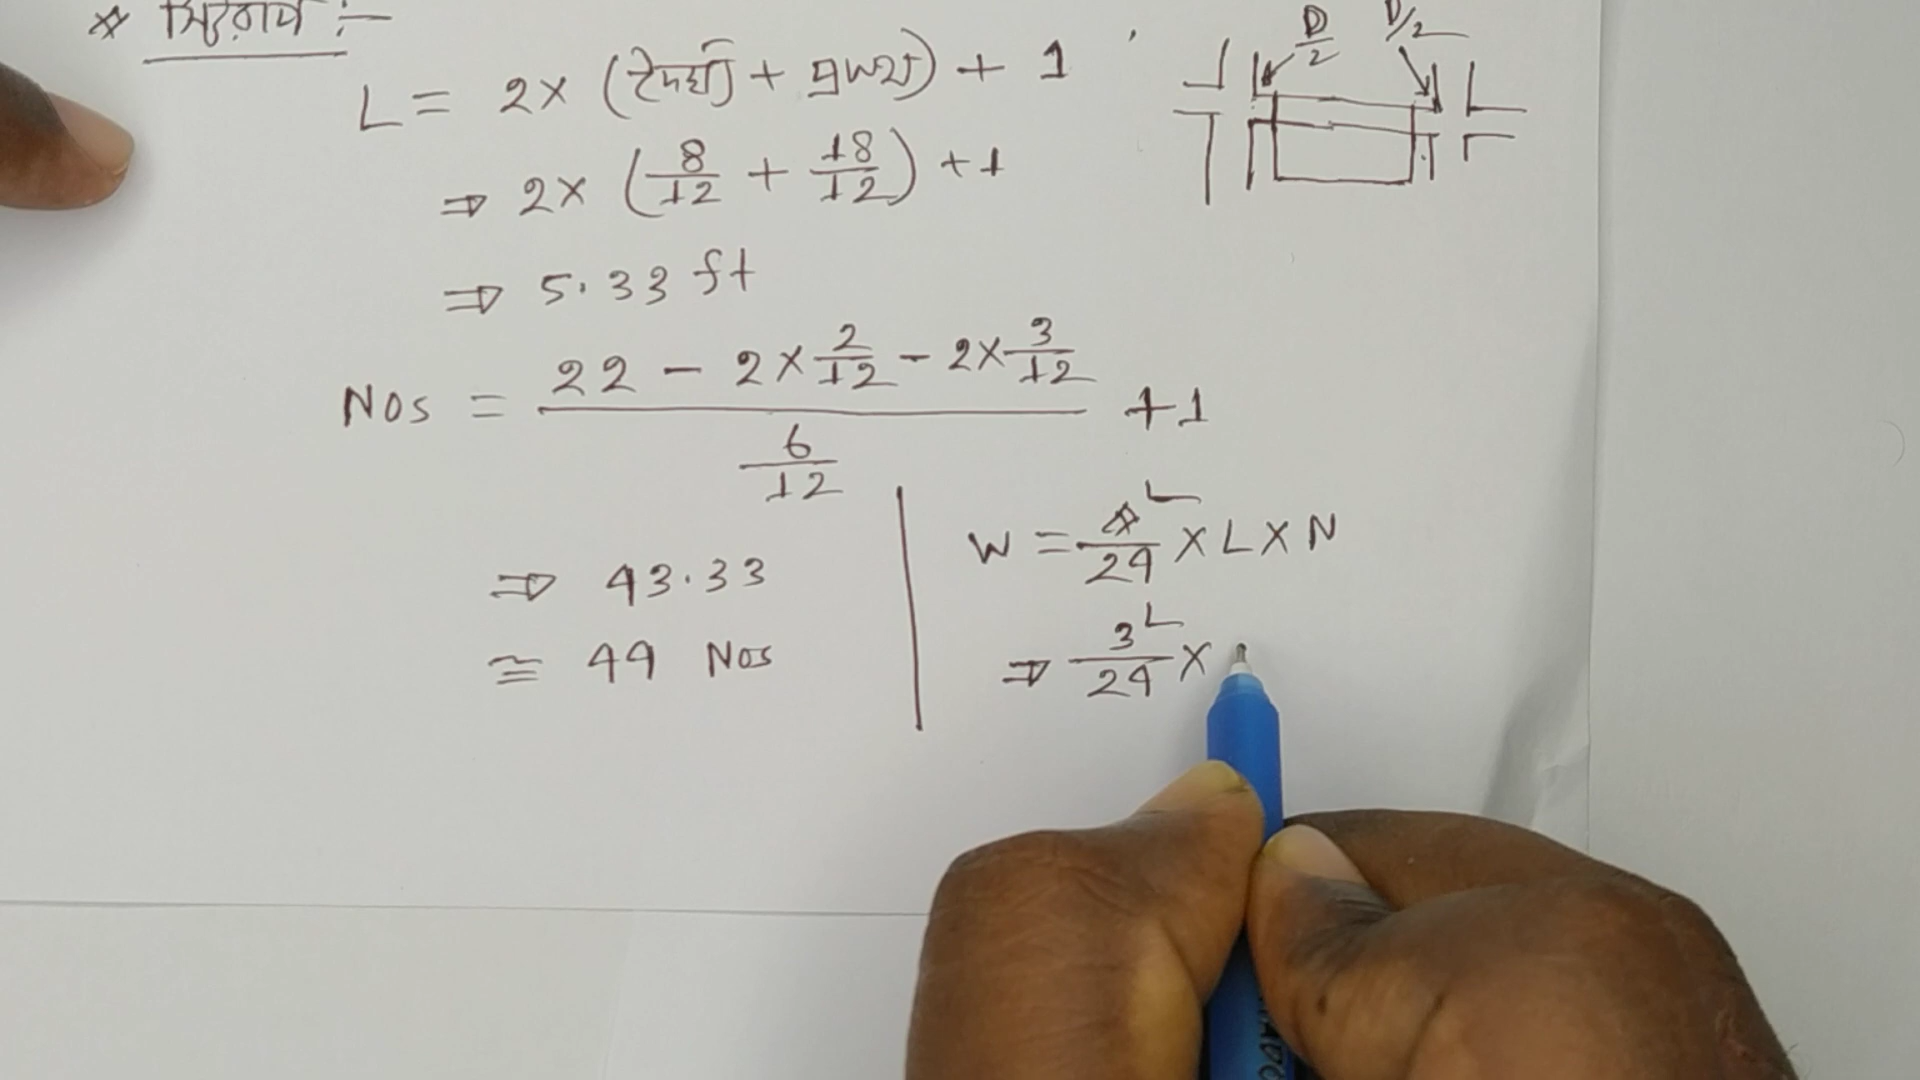 * স্টিরাপ :-
L = 2 × (দৈর্ঘ্য + প্রস্থ) + 1
⇒ 2 × (8/12 + 18/12) + 1
⇒ 5.33 ft
Nos = (22 - 2 × 2/12 - 2 × 3/12) / (6/12) + 1
⇒ 43.33
≅ 44 Nos
D/2 D/2
W = d²/24 × L × N
⇒ 3²/24 ×